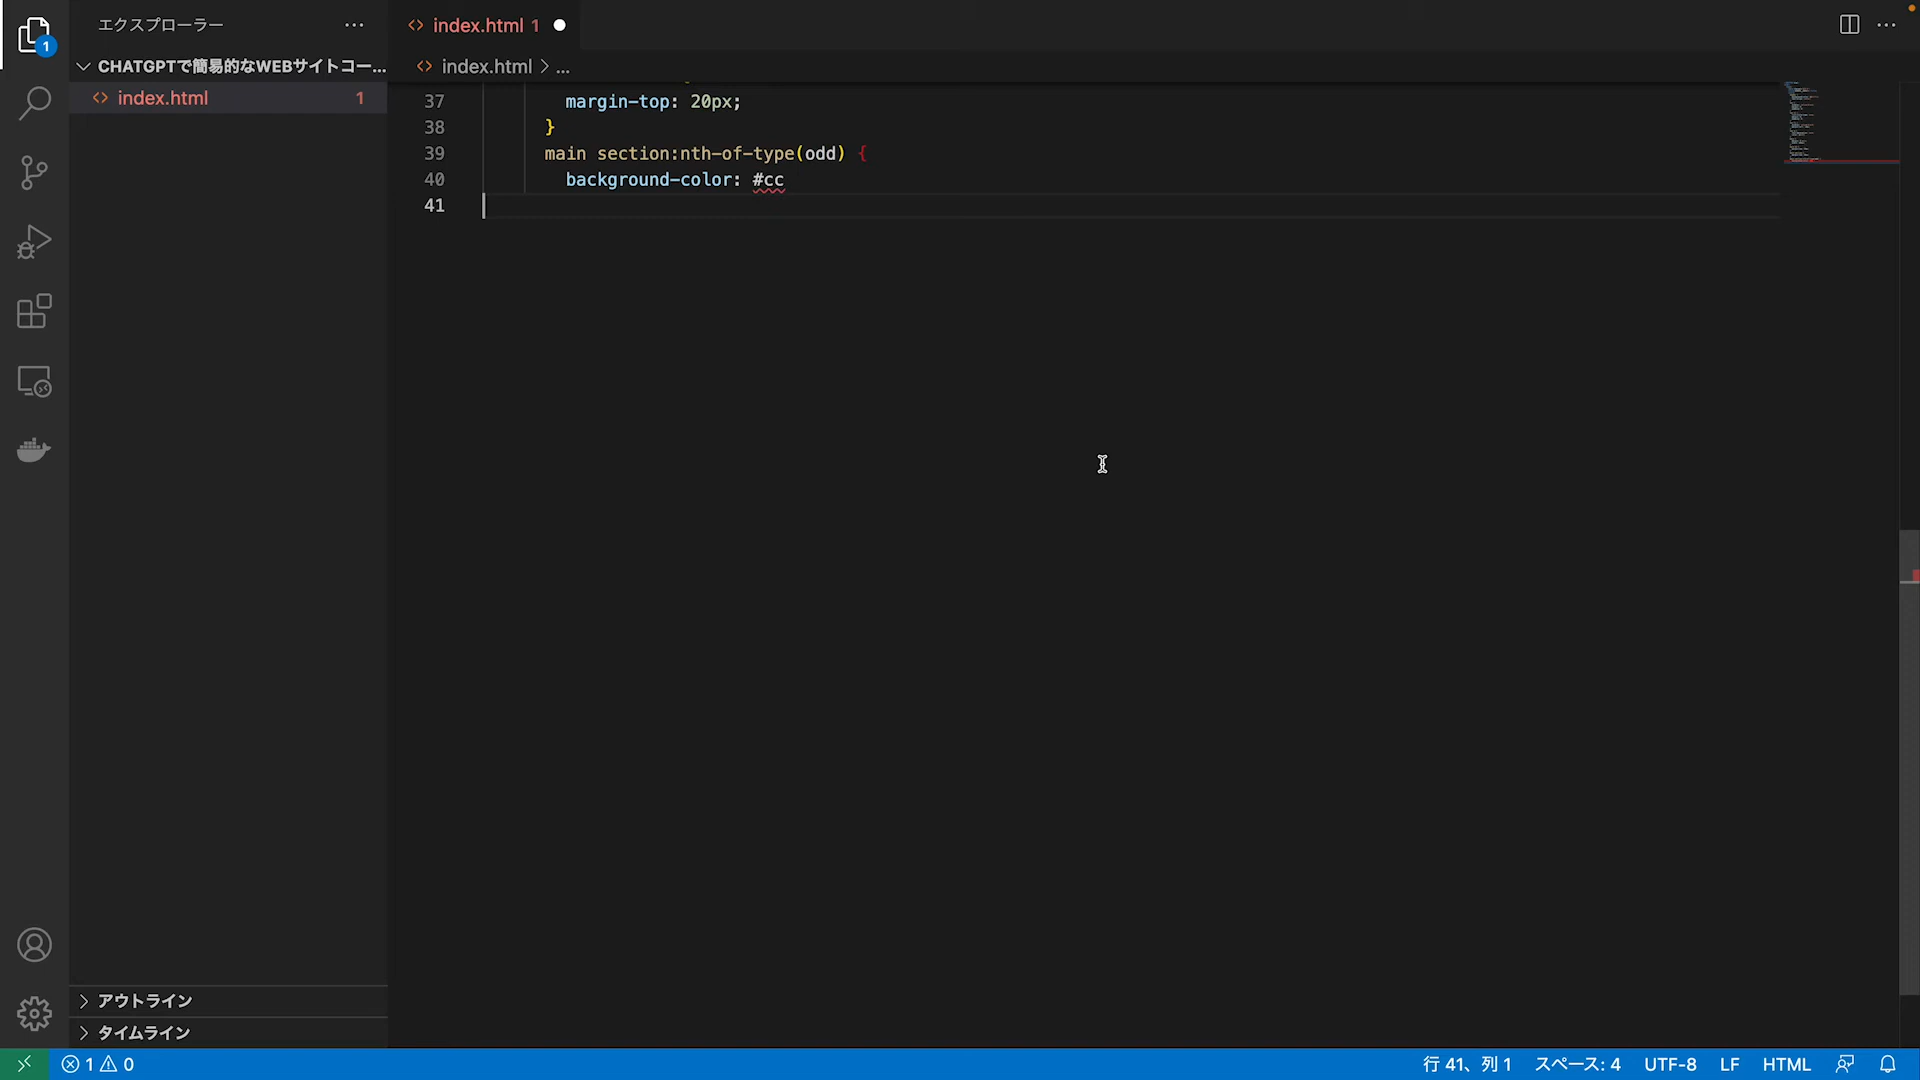 エクスプローラー
index.html 1
1
CHATGPTで簡易的なWEBサイトコー...
index.html > ...
index.html 1
37 margin-top: 20px;
38 }
39 main section:nth-of-type(odd) {
40 background-color: #cc
41
アウトライン
タイムライン
1 0
行 41、列 1 スペース: 4 UTF-8 LF HTML